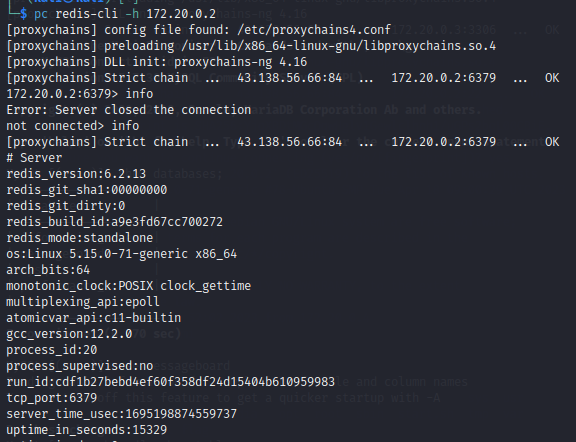 pc redis-cli -h 172.20.0.2
[proxychains] config file found: /etc/proxychains4.conf
[proxychains] preloading /usr/lib/x86_64-linux-gnu/libproxychains.so.4
[proxychains] DLL init: proxychains-ng 4.16
[proxychains] Strict chain ... 43.138.56.66:84 ... 172.20.0.2:6379 ... OK
172.20.0.2:6379> info
Error: Server closed the connection
not connected> info
[proxychains] Strict chain ... 43.138.56.66:84 ... 172.20.0.2:6379 ... OK
# Server
redis_version:6.2.13
redis_git_sha1:00000000
redis_git_dirty:0
redis_build_id:a9e3fd67cc700272
redis_mode:standalone
os:Linux 5.15.0-71-generic x86_64
arch_bits:64
monotonic_clock:POSIX clock_gettime
multiplexing_api:epoll
atomicvar_api:c11-builtin
gcc_version:12.2.0
process_id:20
process_supervised:no
run_id:cdf1b27bebd4ef60f358df24d15404b610959983
tcp_port:6379
server_time_usec:1695198874559737
uptime_in_seconds:15329